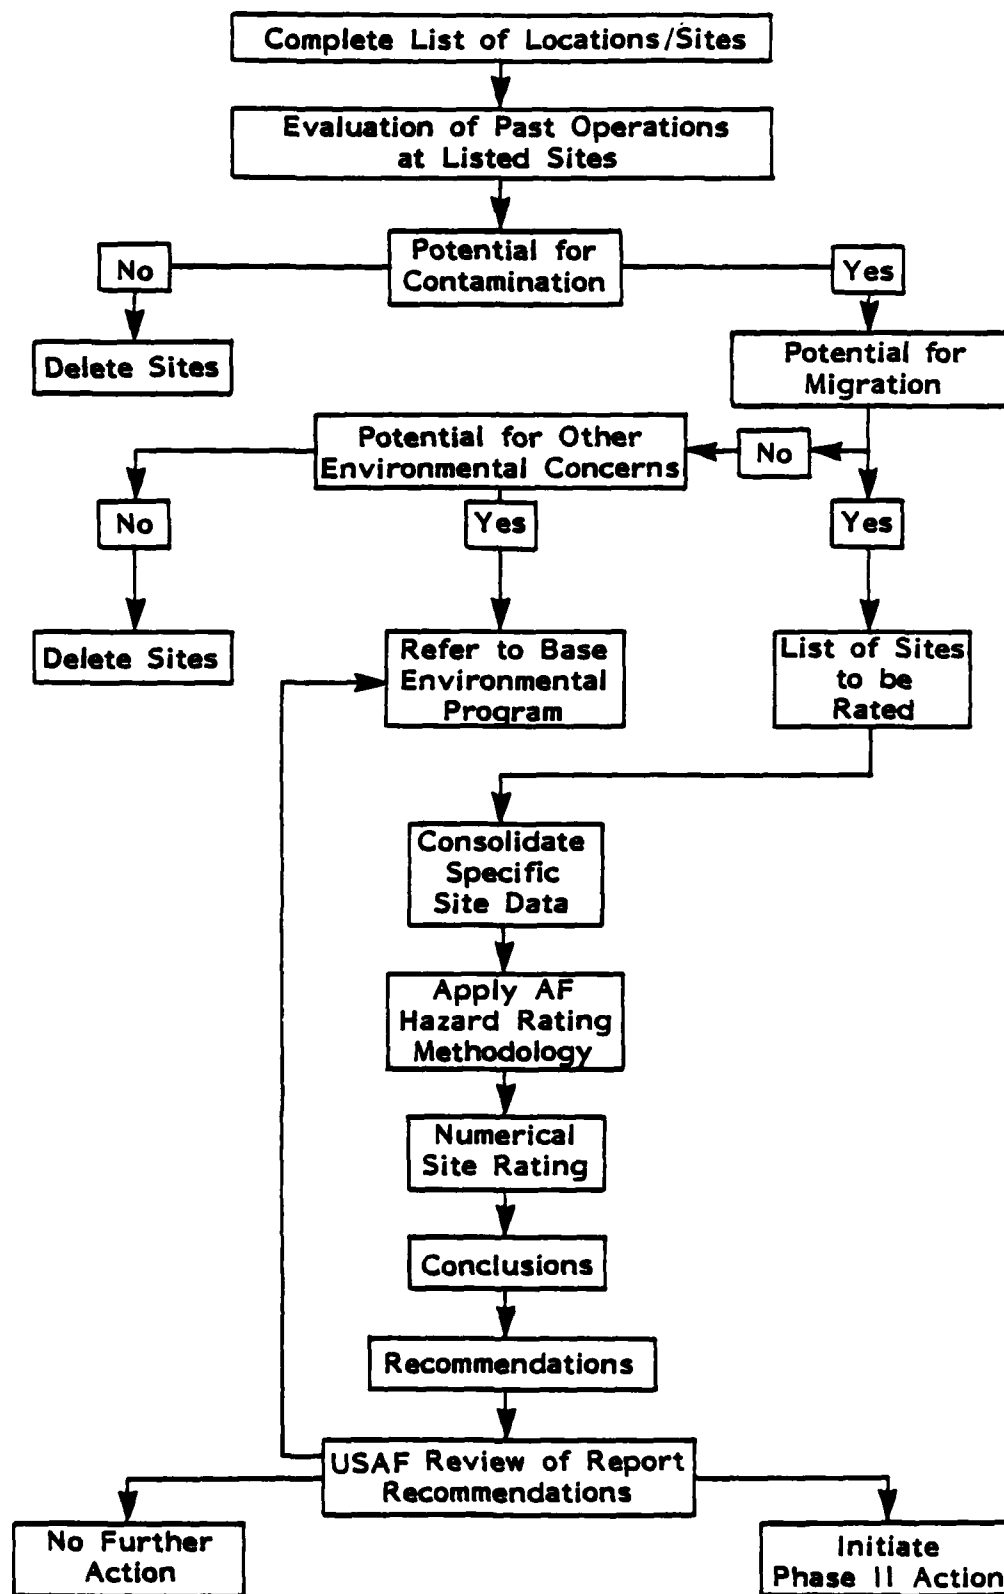 Complete List of Locations/Sites
Evaluation of Past Operations
at Listed Sites
Potential for
Contamination
No
Yes
Delete Sites
Potential for
Migration
Potential for Other
Environmental Concerns
No
No
Yes
Yes
Delete Sites
Refer to Base
Environmental
Program
List of Sites
to be
Rated
Consolidate
Specific
Site Data
Apply AF
Hazard Rating
Methodology
Numerical
Site Rating
Conclusions
Recommendations
USAF Review of Report
Recommendations
No Further
Action
Initiate
Phase II Action